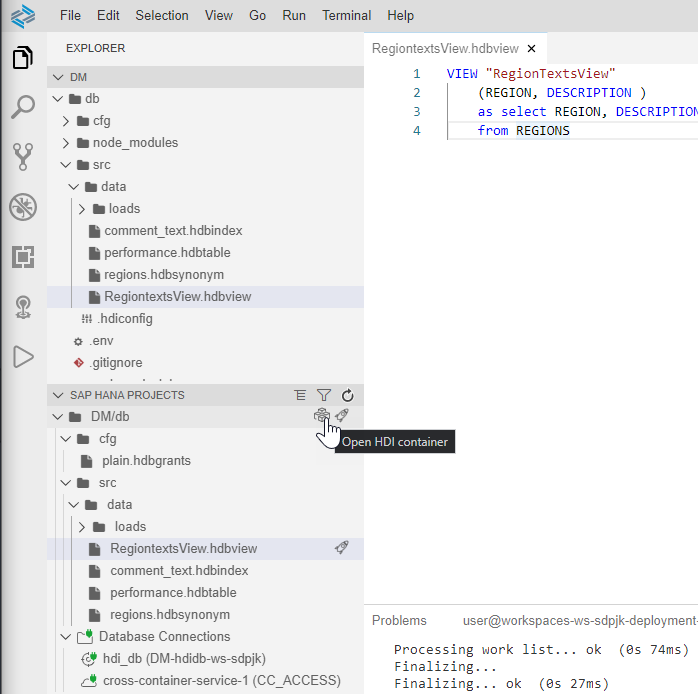 File Edit Selection View Go Run Terminal Help
EXPLORER
DM
db
cfg
node_modules
src
data
loads
comment_text.hdbindex
performance.hdbtable
regions.hdbsynonym
RegiontextsView.hdbview
.hdiconfig
.env
.gitignore
SAP HANA PROJECTS
DM/db
Open HDI container
cfg
plain.hdbgrants
src
data
loads
RegiontextsView.hdbview
comment_text.hdbindex
performance.hdbtable
regions.hdbsynonym
Database Connections
hdi_db (DM-hdidb-ws-sdpjk)
cross-container-service-1 (CC_ACCESS)
RegiontextsView.hdbview ×
1 VIEW "RegionTextsView"
2 (REGION, DESCRIPTION )
3 as select REGION, DESCRIPTION
4 from REGIONS
Problems user@workspaces-ws-sdpjk-deployment-
Processing work list... ok (0s 74ms)
Finalizing...
Finalizing... ok (0s 27ms)